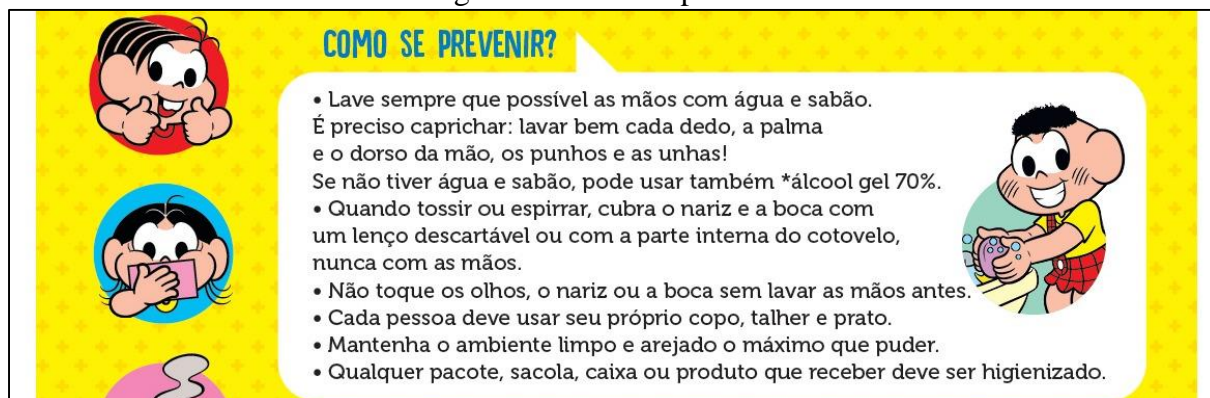 COMO SE PREVENIR?
• Lave sempre que possível as mãos com água e sabão.
É preciso caprichar: lavar bem cada dedo, a palma
e o dorso da mão, os punhos e as unhas!
Se não tiver água e sabão, pode usar também *álcool gel 70%.
• Quando tossir ou espirrar, cubra o nariz e a boca com
um lenço descartável ou com a parte interna do cotovelo,
nunca com as mãos.
• Não toque os olhos, o nariz ou a boca sem lavar as mãos antes.
• Cada pessoa deve usar seu próprio copo, talher e prato.
• Mantenha o ambiente limpo e arejado o máximo que puder.
• Qualquer pacote, sacola, caixa ou produto que receber deve ser higienizado.